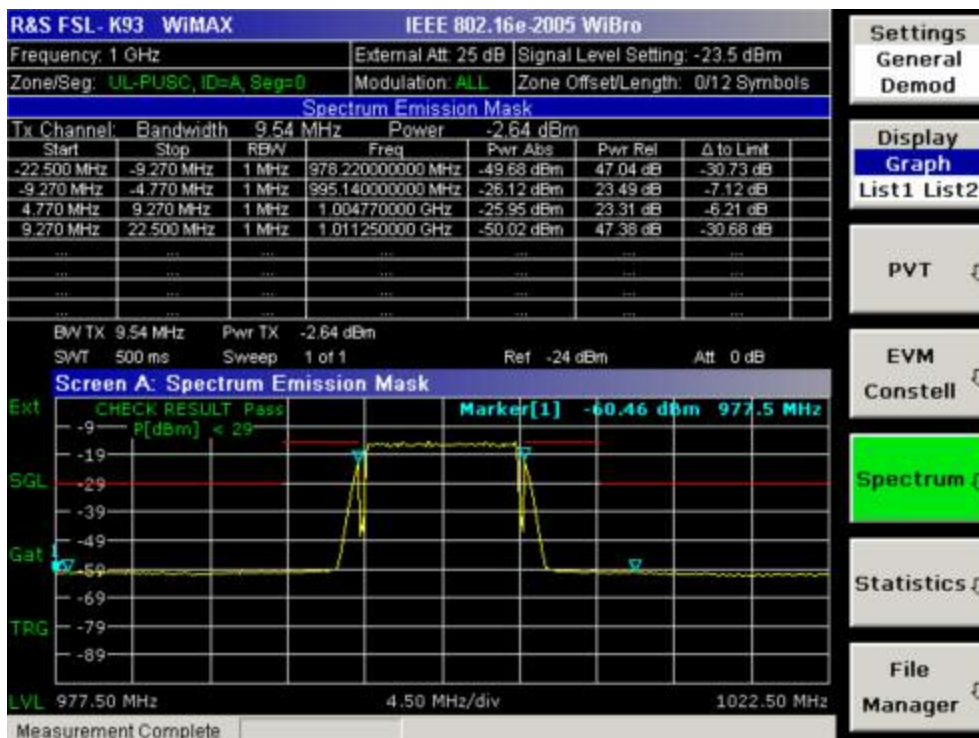 R&S FSL-K93 WiMAX IEEE 802.16e-2005 WiBro
Frequency: 1 GHz External Att: 25 dB Signal Level Setting: -23.5 dBm
Zone/Seg: UL-PUSC, ID=A, Seg=0 Modulation: ALL Zone Offset/Length: 0/12 Symbols
Spectrum Emission Mask
Tx Channel: Bandwidth 9.54 MHz Power -2.64 dBm
Start Stop RBW Freq Pwr Abs Pwr Rel Δ to Limit
-22.500 MHz -9.270 MHz 1 MHz 978.220000000 MHz -49.68 dBm 47.04 dB -30.73 dB
-9.270 MHz -4.770 MHz 1 MHz 995.140000000 MHz -26.12 dBm 23.49 dB -7.12 dB
4.770 MHz 9.270 MHz 1 MHz 1.004770000 GHz -25.95 dBm 23.31 dB -6.21 dB
9.270 MHz 22.500 MHz 1 MHz 1.011250000 GHz -50.02 dBm 47.38 dB -30.68 dB
... ... ... ... ... ... ...
... ... ... ... ... ... ...
... ... ... ... ... ... ...
... ... ... ... ... ... ...
BW TX 9.54 MHz Pwr TX -2.64 dBm
SWT 500 ms Sweep 1 of 1 Ref -24 dBm Att 0 dB
Screen A: Spectrum Emission Mask
Ext CHECK RESULT Pass Marker[1] -60.46 dBm 977.5 MHz
-9 P[dBm] < 29
-19
SGL -29
-39
-49
Gat 1
-59
-69
TRG -79
-89
LVL 977.50 MHz 4.50 MHz/div 1022.50 MHz
Measurement Complete
Settings
General
Demod
Display
Graph
List1 List2
PVT
EVM
Constell
Spectrum
Statistics
File
Manager